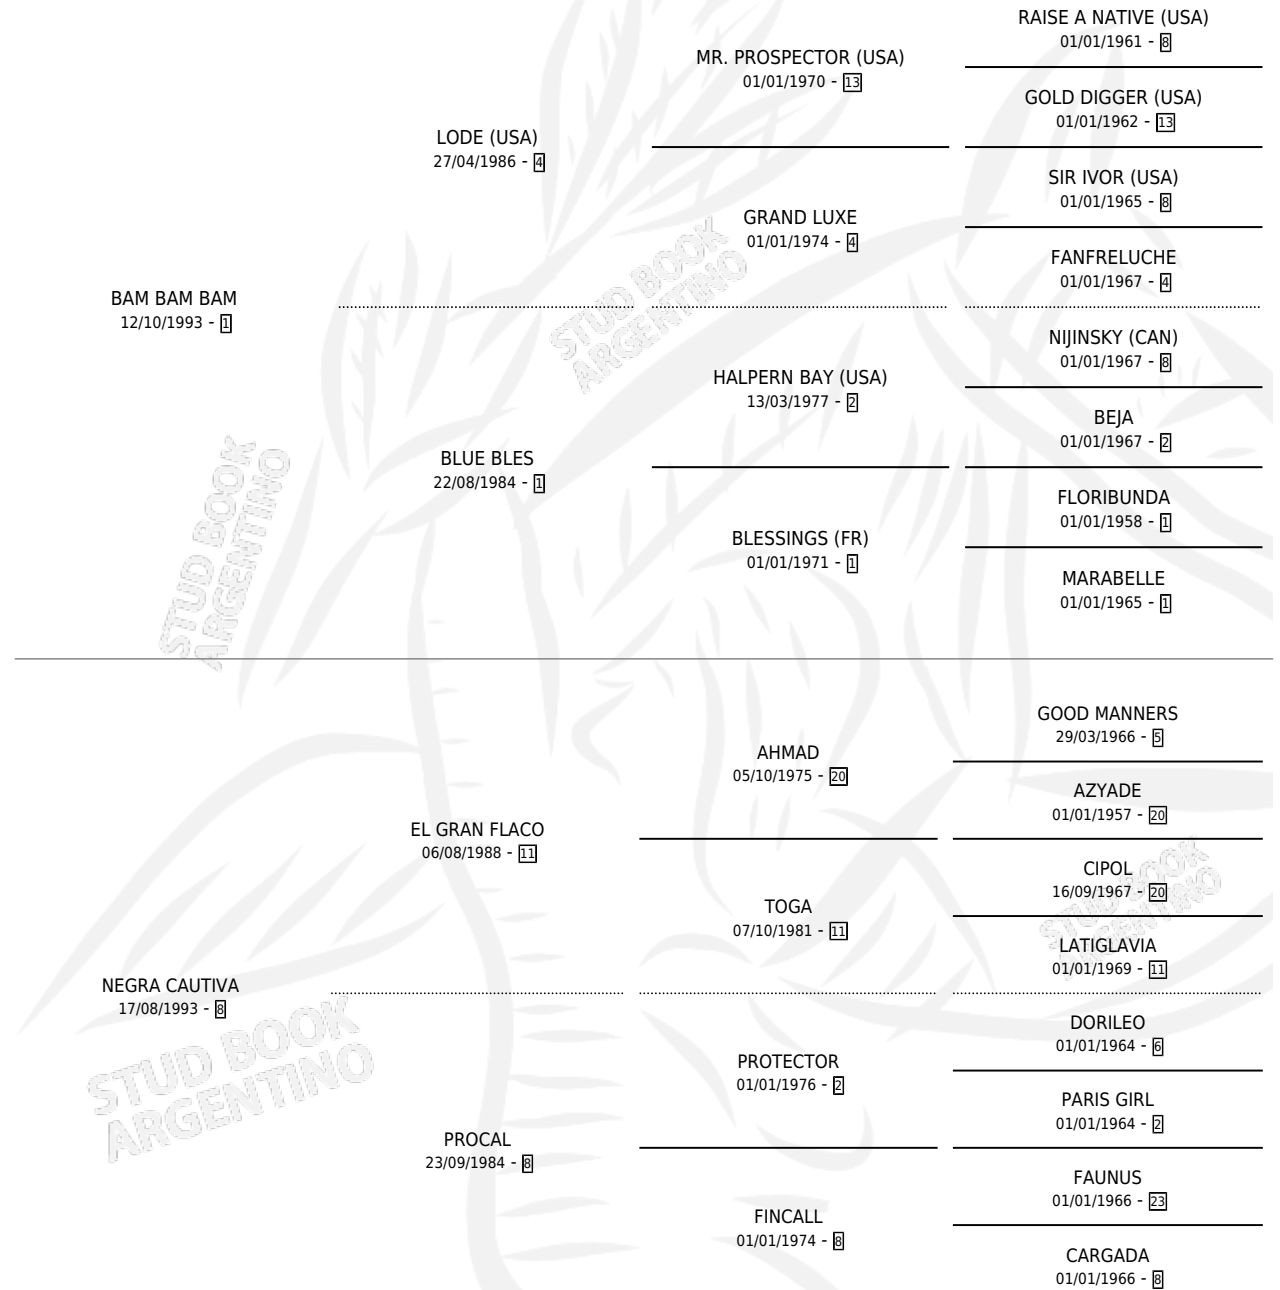 RAISE A NATIVE (USA)
01/01/1961 - 8
MR. PROSPECTOR (USA)
01/01/1970 - 13
GOLD DIGGER (USA)
01/01/1962 - 13
LODE (USA)
27/04/1986 - 4
SIR IVOR (USA)
01/01/1965 - 8
GRAND LUXE
01/01/1974 - 4
FANFRELUCHE
01/01/1967 - 4
BAM BAM BAM
12/10/1993 - 1
NIJINSKY (CAN)
01/01/1967 - 8
HALPERN BAY (USA)
13/03/1977 - 2
BEJA
01/01/1967 - 2
BLUE BLES
22/08/1984 - 1
FLORIBUNDA
01/01/1958 - 1
BLESSINGS (FR)
01/01/1971 - 1
MARABELLE
01/01/1965 - 1
STUD BOOK
ARGENTINO
STUD BOOK
ARGENTINO
GOOD MANNERS
29/03/1966 - 5
AHMAD
05/10/1975 - 20
AZYADE
01/01/1957 - 20
EL GRAN FLACO
06/08/1988 - 11
CIPOL
16/09/1967 - 20
TOGA
07/10/1981 - 11
LATIGLAVIA
01/01/1969 - 11
NEGRA CAUTIVA
17/08/1993 - 8
DORILEO
01/01/1964 - 6
PROTECTOR
01/01/1976 - 2
PARIS GIRL
01/01/1964 - 2
PROCAL
23/09/1984 - 8
FAUNUS
01/01/1966 - 23
FINCALL
01/01/1974 - 8
CARGADA
01/01/1966 - 8
STUD BOOK
ARGENTINO
STUD BOOK
ARGENTINO